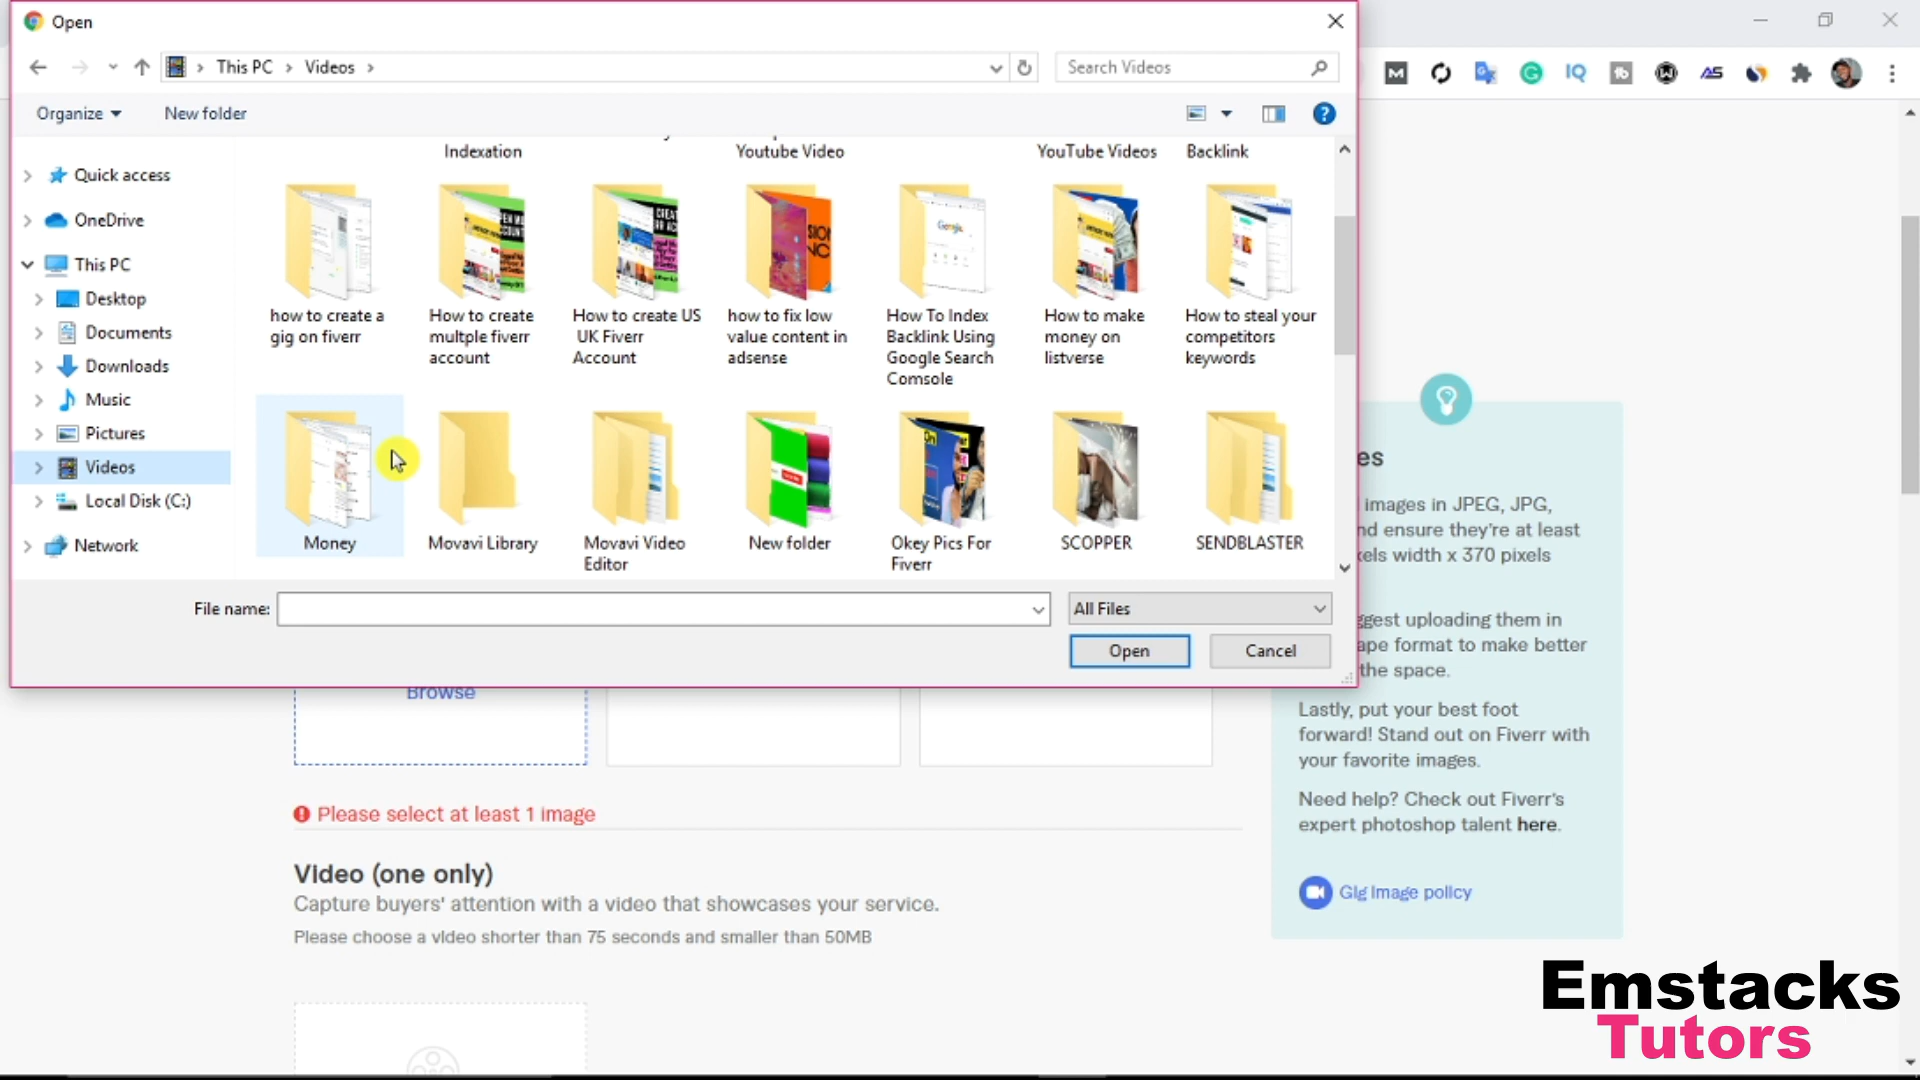 Open
This PC
Videos
Search Videos
Organize
New folder
Quick access
OneDrive
This PC
Desktop
Documents
Downloads
Music
Pictures
Videos
Local Disk (C:)
Network
Indexation
Youtube Video
YouTube Videos
Backlink
how to create a
gig on fiverr
How to create
multple fiverr
account
How to create US
UK Fiverr
Account
how to fix low
value content in
adsense
How To Index
Backlink Using
Google Search
Comsole
How to make
money on
listverse
How to steal your
competitors
keywords
Money
Movavi Library
Movavi Video
Editor
New folder
Okey Pics For
Fiverr
SCOPPER
SENDBLASTER
File name:
All Files
Open
Cancel
IQ
images in JPEG, JPG,
ensure they're at least
width x 370 pixels
uploading them in
format to make better
the space.
Lastly, put your best foot
forward! Stand out on Fiverr with
your favorite images.
Need help? Check out Fiverr's
expert photoshop talent here.
Gig Image policy
Browse
Please select at least 1 image
Video (one only)
Capture buyers' attention with a video that showcases your service.
Please choose a video shorter than 75 seconds and smaller than 50MB
Emstacks
Tutors